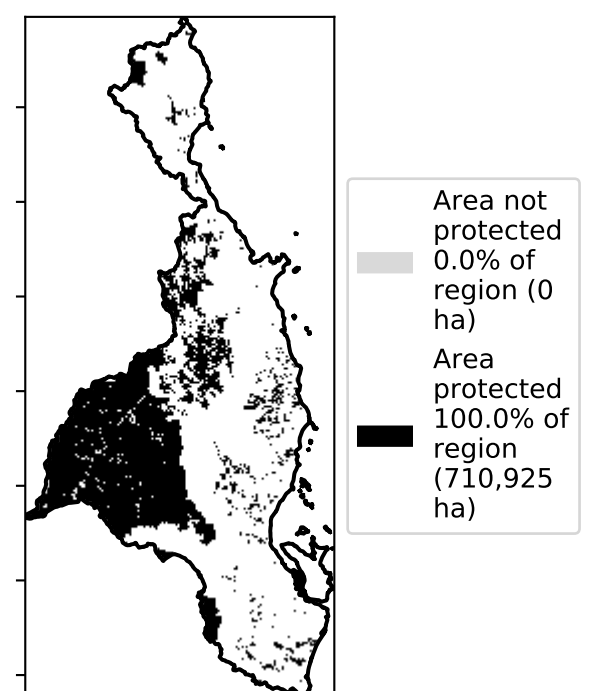 Area not
protected
0.0% of
region (0
ha)
Area
protected
100.0% of
region
(710,925
ha)